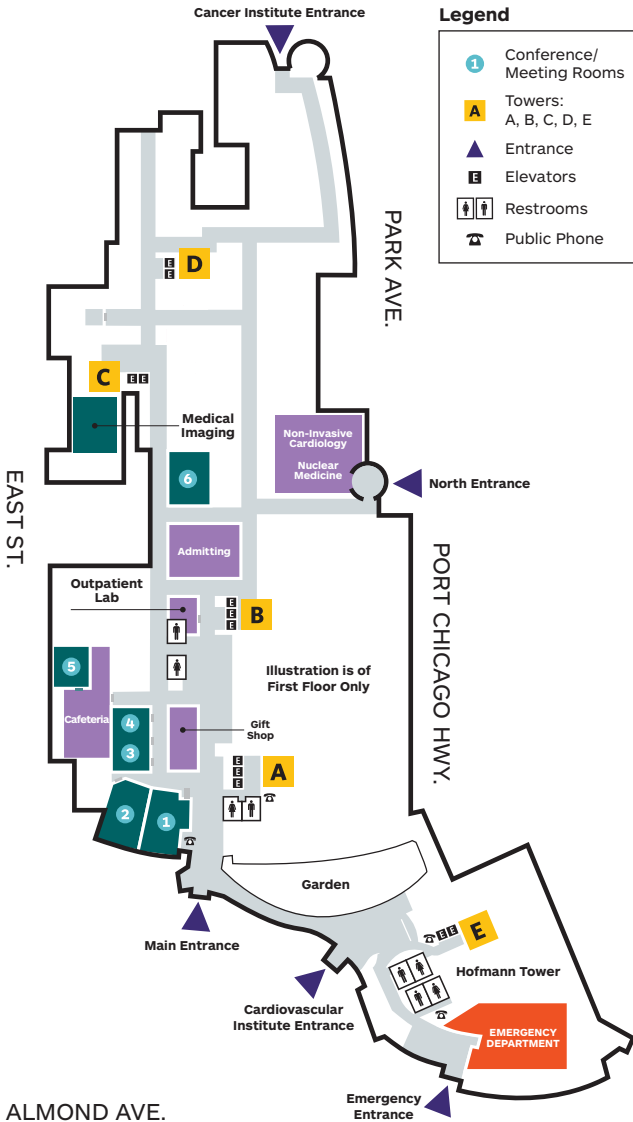 Cancer Institute Entrance
Legend
1
Conference/
Meeting Rooms
A
Towers:
A, B, C, D, E
Entrance
E
Elevators
Restrooms
Public Phone
PARK AVE.
E
E
D
C
E E
Medical
Imaging
Non-Invasive
Cardiology
Nuclear
Medicine
6
North Entrance
EAST ST.
Admitting
PORT CHICAGO HWY.
Outpatient
Lab
E
E
E
B
Illustration is of
First Floor Only
5
Cafeteria
4
3
Gift
Shop
E
E
E
A
2
1
Garden
Main Entrance
E E
E
Hofmann Tower
Cardiovascular
Institute Entrance
EMERGENCY
DEPARTMENT
Emergency
Entrance
ALMOND AVE.